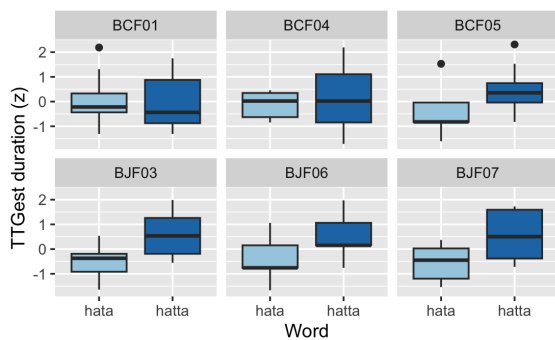 BCF01 BCF04 BCF05
2
1
0
-1
BJF03 BJF06 BJF07
2
1
0
-1
TTGest duration (z)
hata hatta hata hatta hata hatta
Word